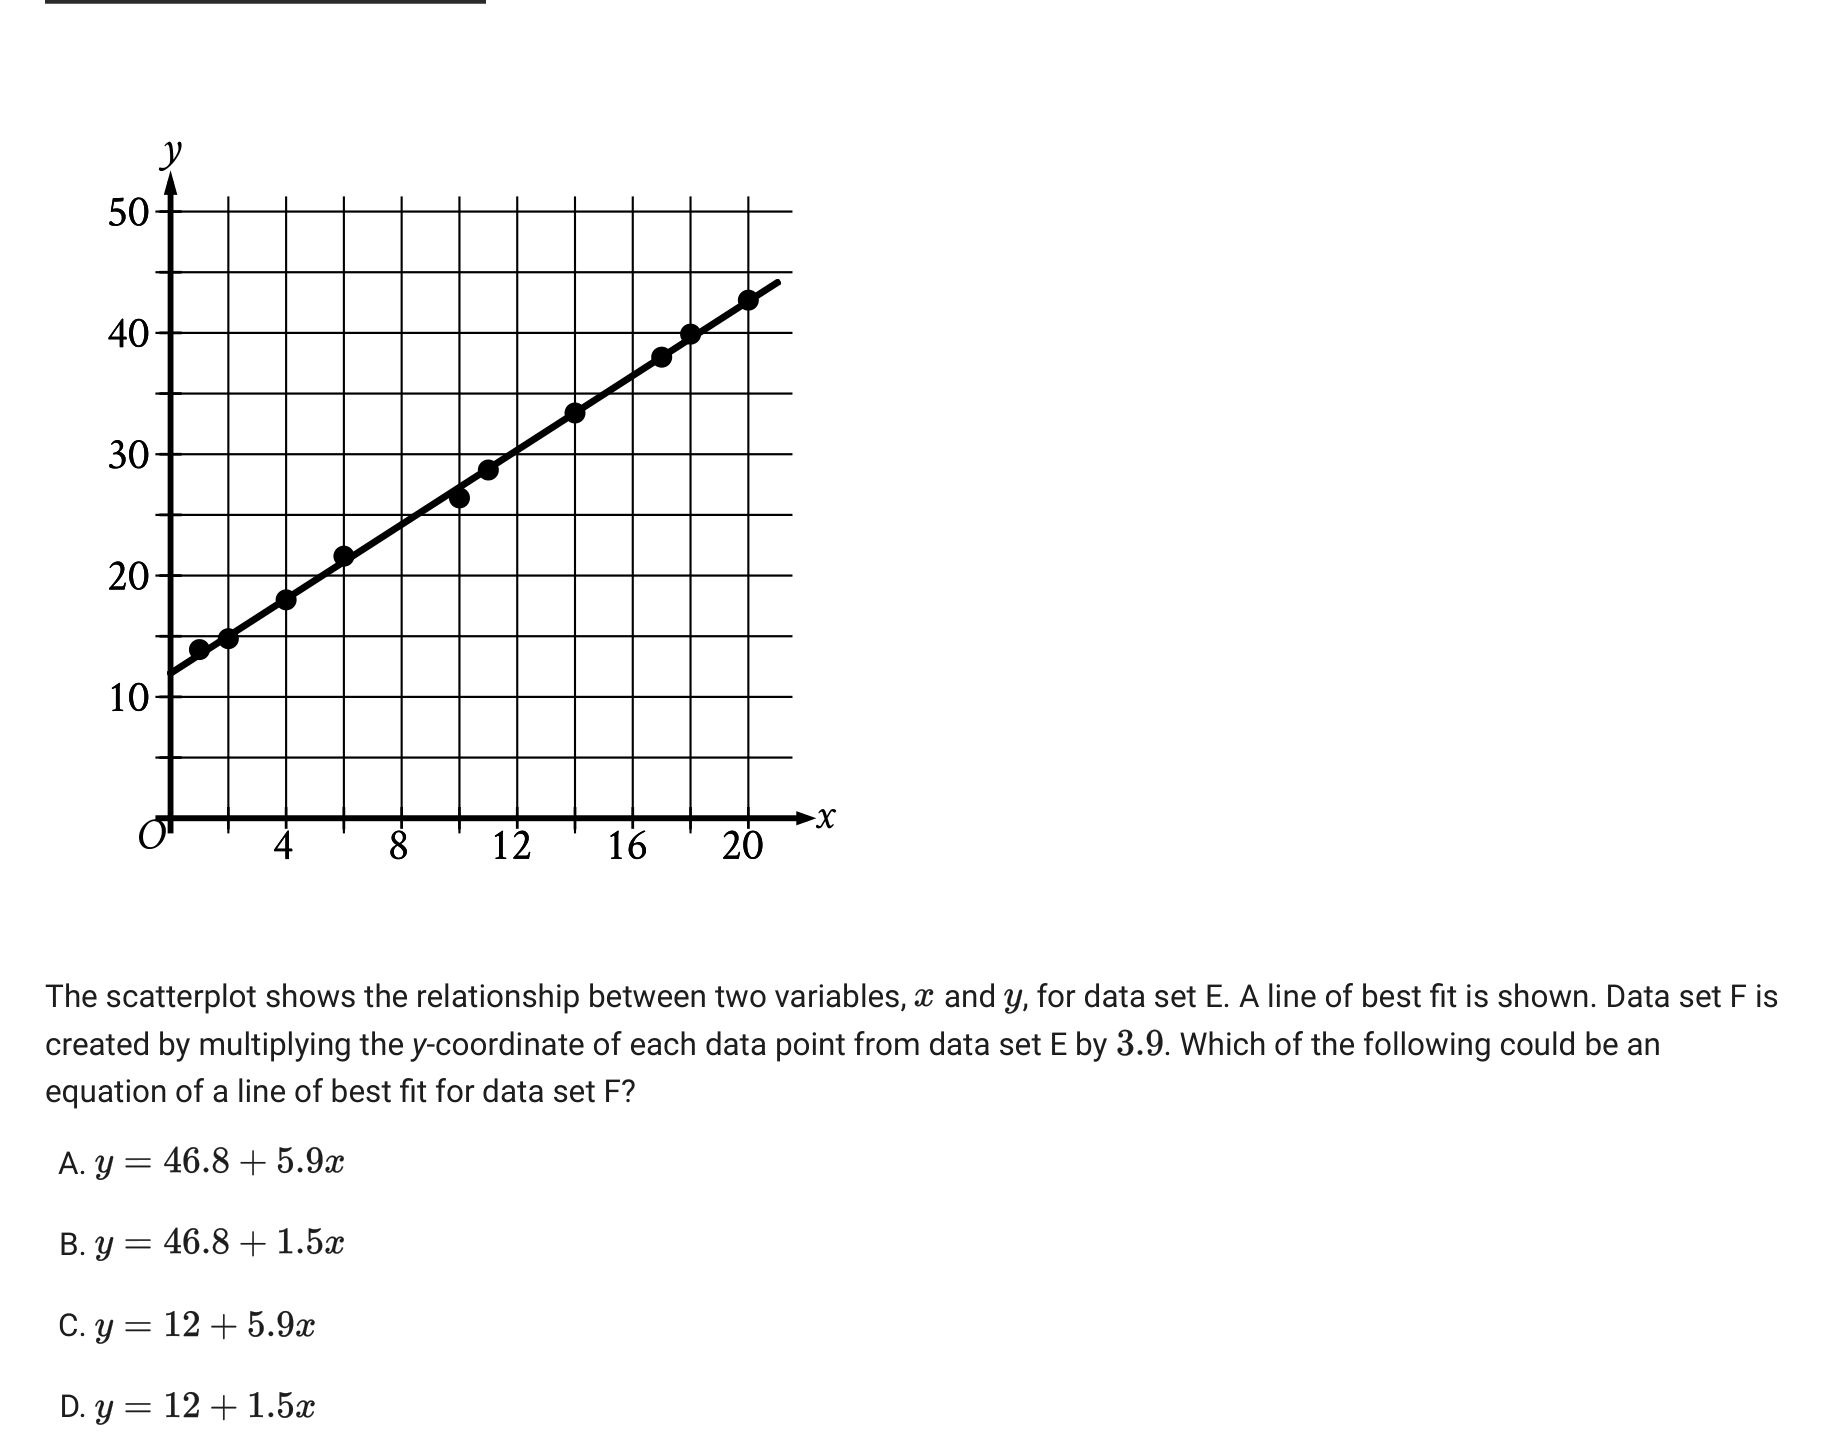 y
50
40
30
20
10
O
4 8 12 16 20
x
The scatterplot shows the relationship between two variables, x and y, for data set E. A line of best fit is shown. Data set F is
created by multiplying the y-coordinate of each data point from data set E by 3.9. Which of the following could be an
equation of a line of best fit for data set F?
A. y = 46.8 + 5.9x
B. y = 46.8 + 1.5x
C. y = 12 + 5.9x
D. y = 12 + 1.5x